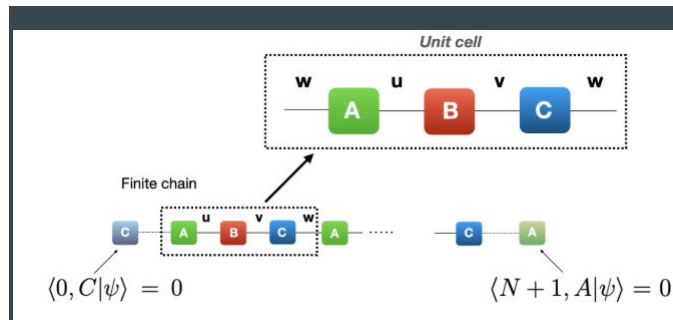 Unit cell
w u v w
A B C
Finite chain
u v w
C A B C A ..... C A
⟨0, C|ψ⟩ = 0 ⟨N + 1, A|ψ⟩ = 0